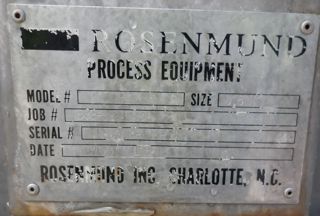 ROSENMUND
PROCESS EQUIPMENT
MODEL # SIZE
JOB #
SERIAL #
DATE
ROSENMUND INC. CHARLOTTE, N.C.